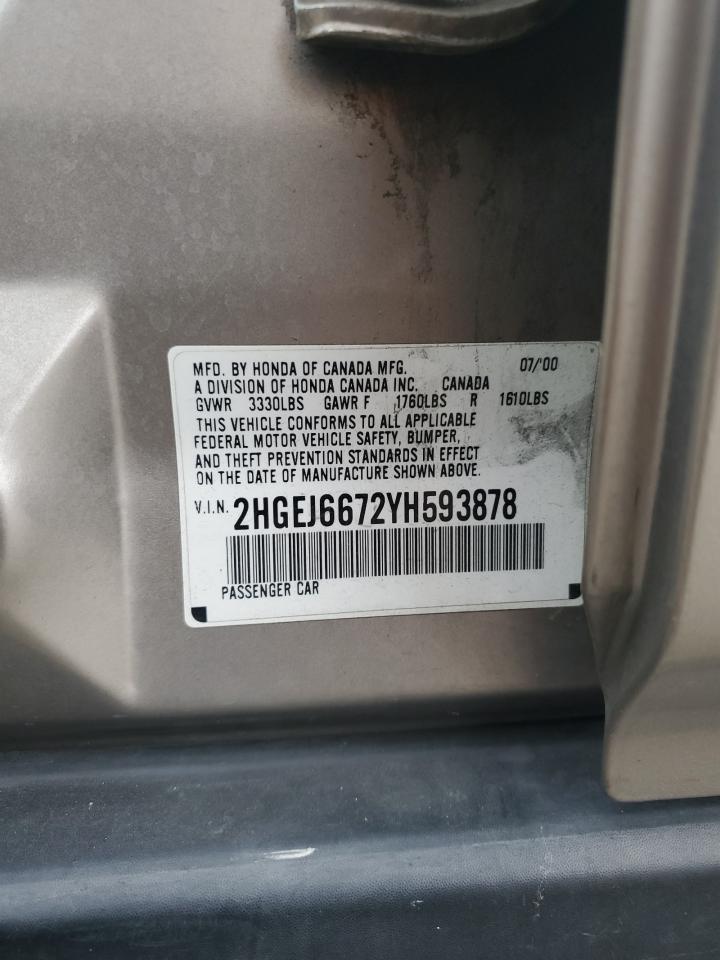 MFD. BY HONDA OF CANADA MFG. 07/'00
A DIVISION OF HONDA CANADA INC. CANADA
GVWR 3330LBS GAWR F 1760LBS R 1610LBS
THIS VEHICLE CONFORMS TO ALL APPLICABLE
FEDERAL MOTOR VEHICLE SAFETY, BUMPER,
AND THEFT PREVENTION STANDARDS IN EFFECT
ON THE DATE OF MANUFACTURE SHOWN ABOVE.
V.I.N. 2HGEJ6672YH593878
PASSENGER CAR